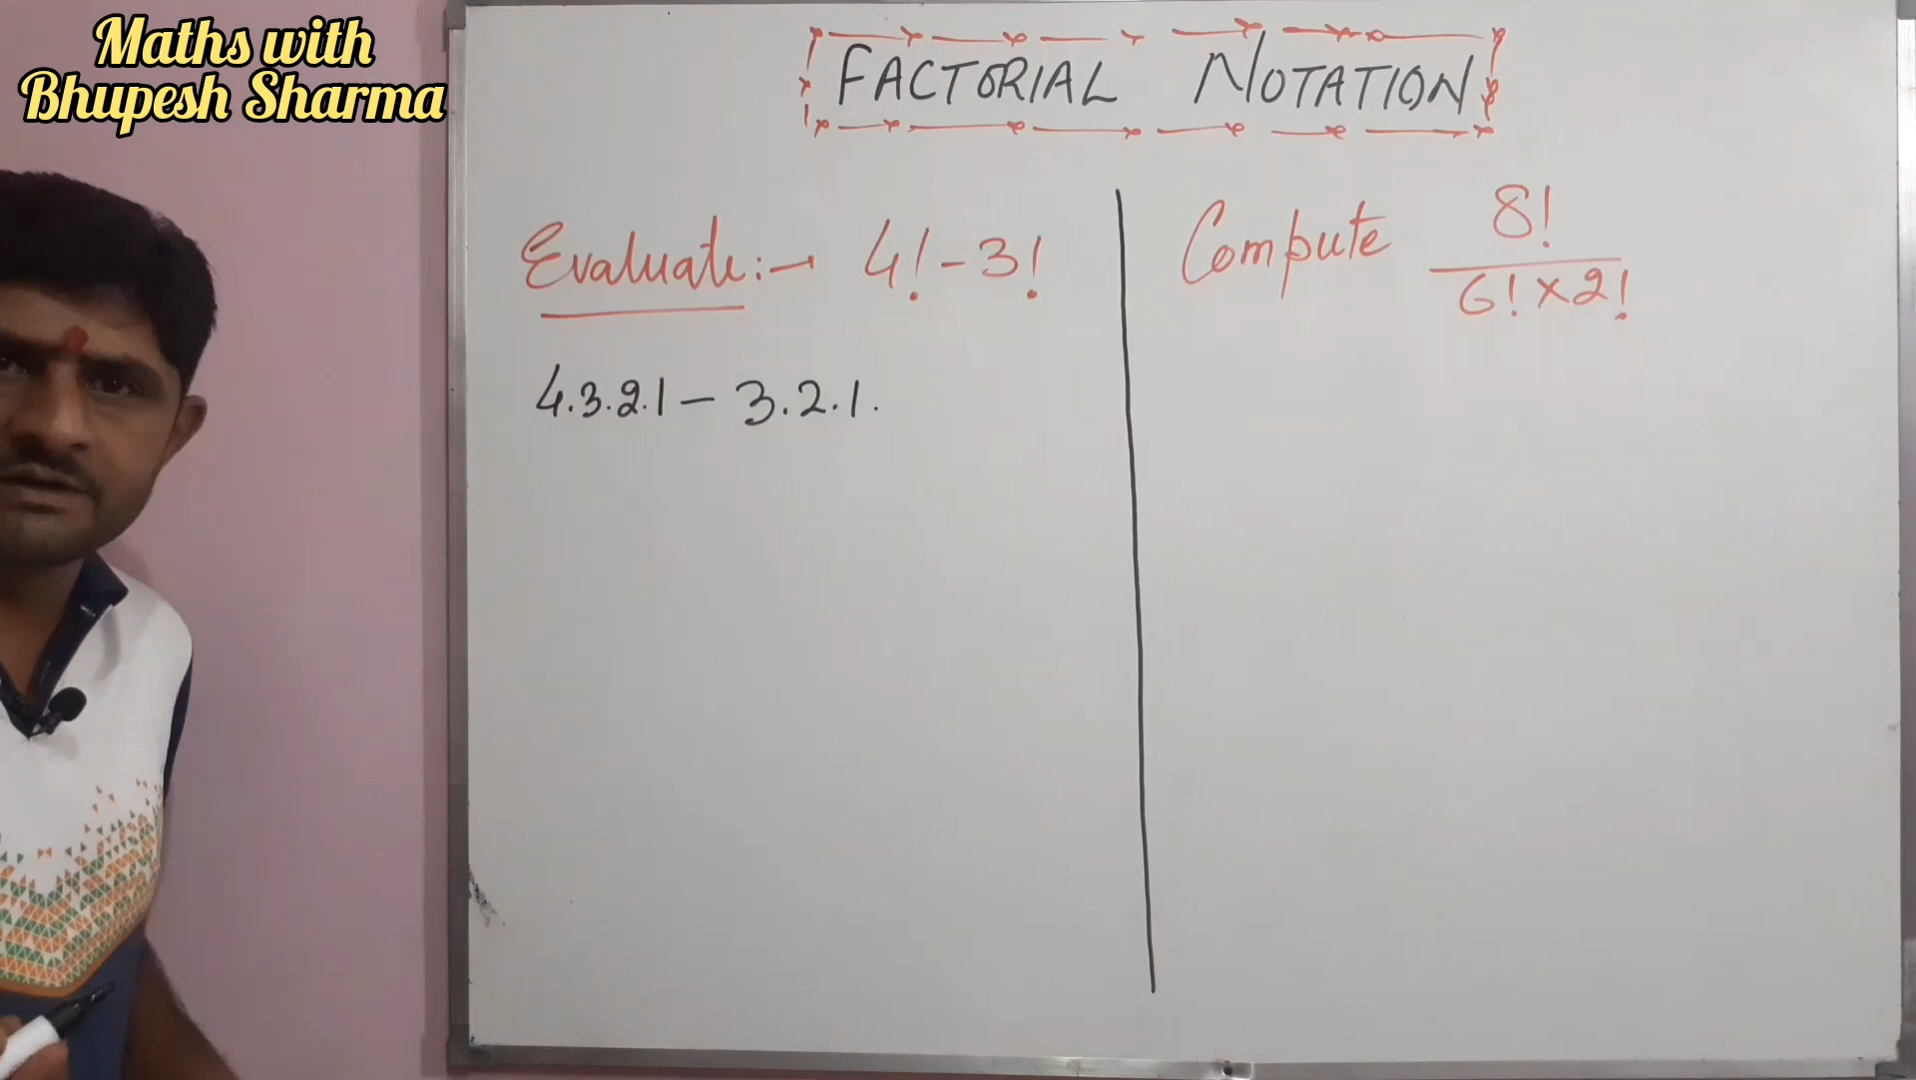 Maths with
Bhupesh Sharma
FACTORIAL NOTATION
Evaluate:→ 4! - 3!
4.3.2.1 - 3.2.1.
Compute 8!
6! × 2!